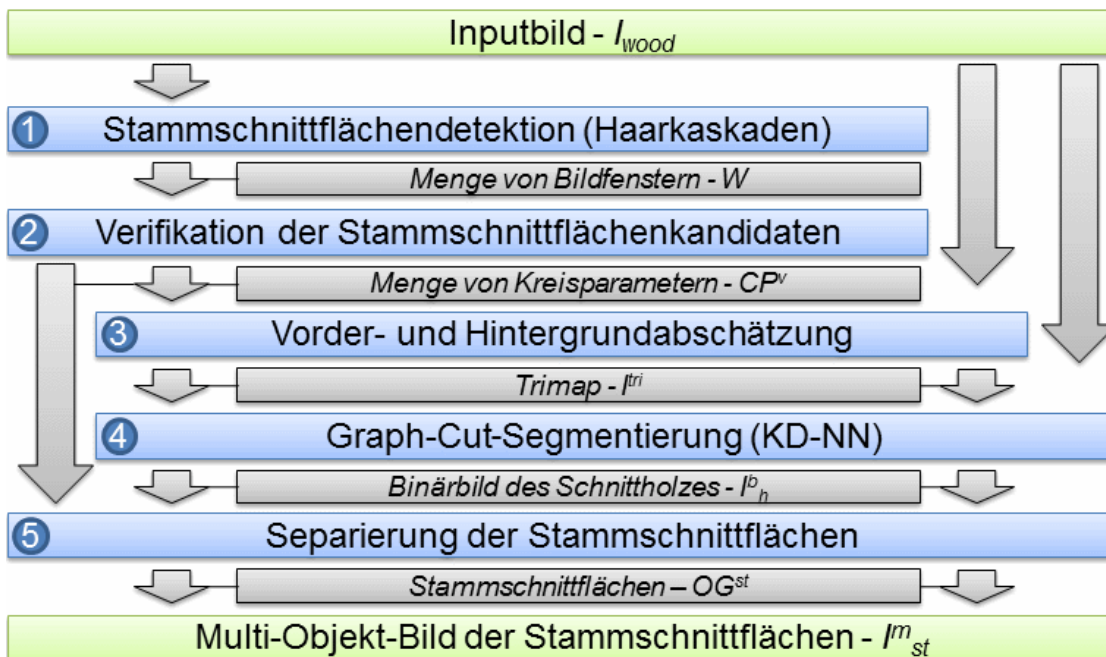 Inputbild - I_wood
1 Stammschnittflächendetektion (Haarkaskaden)
Menge von Bildfenstern - W
2 Verifikation der Stammschnittflächenkandidaten
Menge von Kreisparametern - CP^v
3 Vorder- und Hintergrundabschätzung
Trimap - I^tri
4 Graph-Cut-Segmentierung (KD-NN)
Binärbild des Schnittholzes - I^b_h
5 Separierung der Stammschnittflächen
Stammschnittflächen – OG^st
Multi-Objekt-Bild der Stammschnittflächen - I^m_st